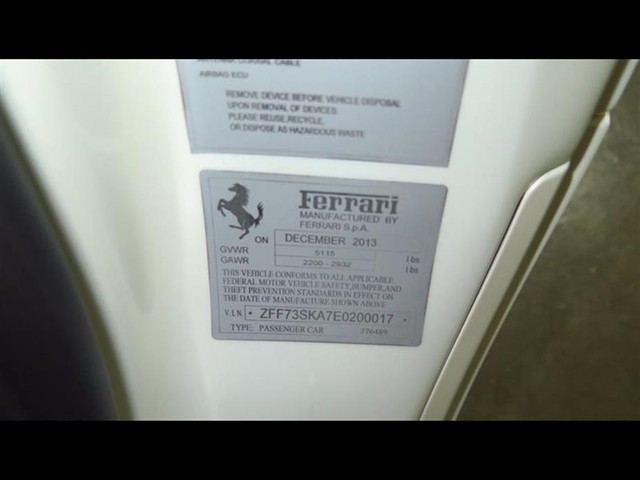 ANTENNA COAXIAL CABLE
AIRBAG ECU
REMOVE DEVICE BEFORE VEHICLE DISPOSAL
UPON REMOVAL OF DEVICES:
PLEASE REUSE,RECYCLE,
OR DISPOSE AS HAZARDOUS WASTE
Ferrari
MANUFACTURED BY
FERRARI S.p.A.
ON DECEMBER 2013
GVWR 5115 lbs
GAWR 2200 - 2932 lbs
THIS VEHICLE CONFORMS TO ALL APPLICABLE
FEDERAL MOTOR VEHICLE SAFETY, BUMPER,AND
THEFT PREVENTION STANDARDS IN EFFECT ON
THE DATE OF MANUFACTURE SHOWN ABOVE
V.I.N. ZFF73SKA7E0200017
TYPE: PASSENGER CAR 276489